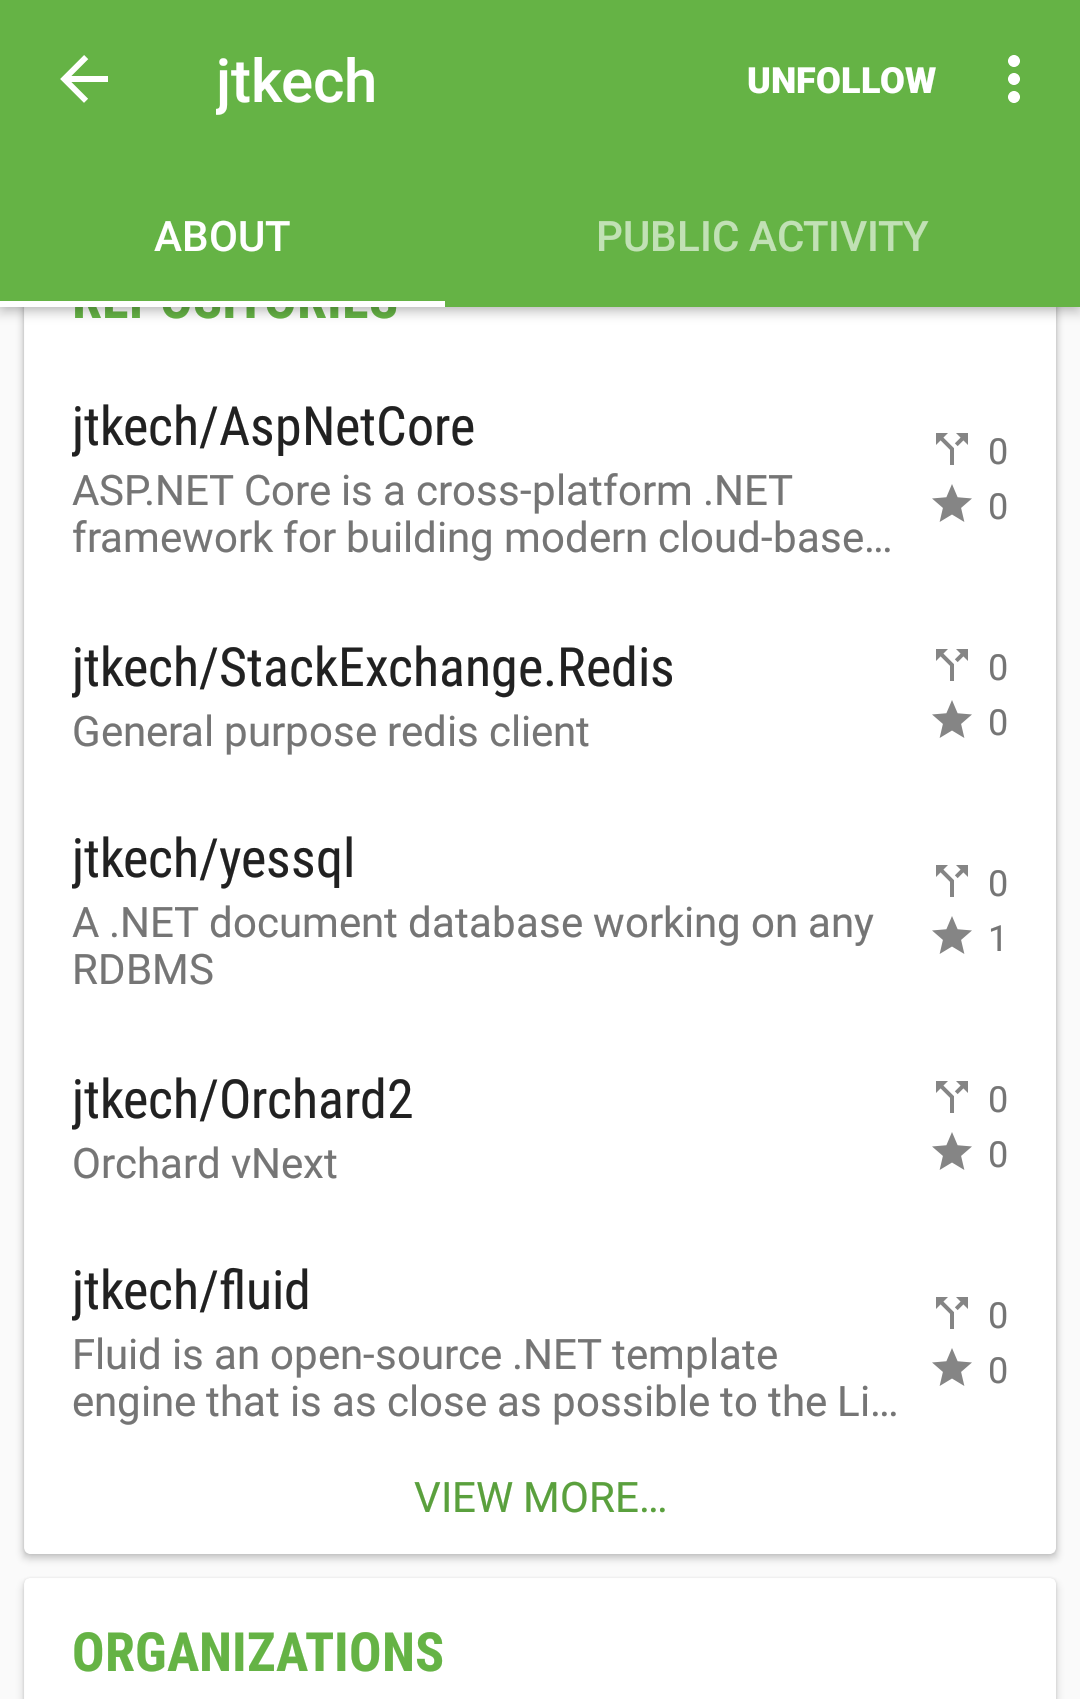 jtkech
UNFOLLOW
ABOUT
PUBLIC ACTIVITY
REPOSITORIES
jtkech/AspNetCore
ASP.NET Core is a cross-platform .NET
framework for building modern cloud-base...
0
0
jtkech/StackExchange.Redis
General purpose redis client
0
0
jtkech/yessql
A .NET document database working on any
RDBMS
0
1
jtkech/Orchard2
Orchard vNext
0
0
jtkech/fluid
Fluid is an open-source .NET template
engine that is as close as possible to the Li...
0
0
VIEW MORE...
ORGANIZATIONS